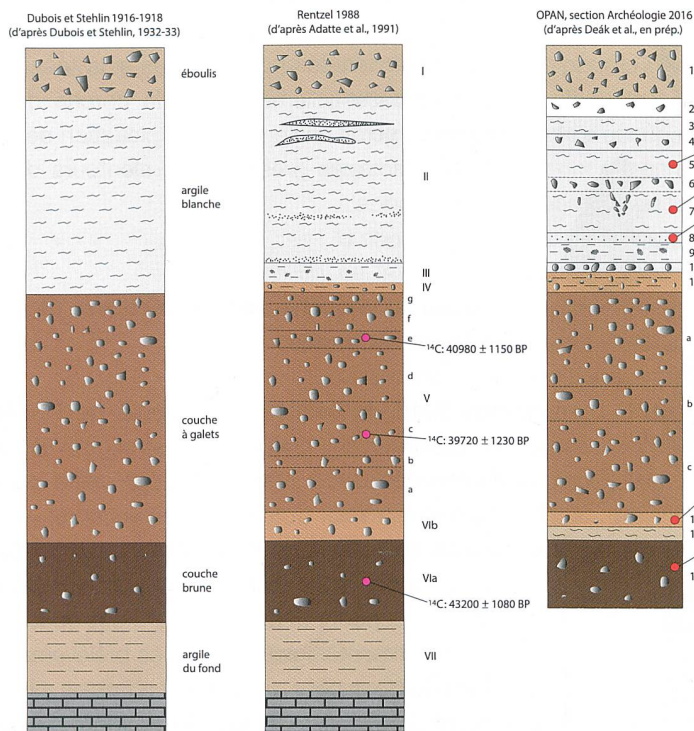 Dubois et Stehlin 1916-1918
(d'après Dubois et Stehlin, 1932-33)
éboulis
argile
blanche
couche
à galets
couche
brune
argile
du fond
Rentzel 1988
(d'après Adatte et al., 1991)
I
II
III
IV
g
f
e
14C: 40980 ± 1150 BP
d
V
c
14C: 39720 ± 1230 BP
b
a
VIb
VIa
14C: 43200 ± 1080 BP
VII
OPAN, section Archéologie 2016
(d'après Deák et al., en prép.)
1
2
3
4
5
6
7
8
9
1
1
a
b
c
1
1
1